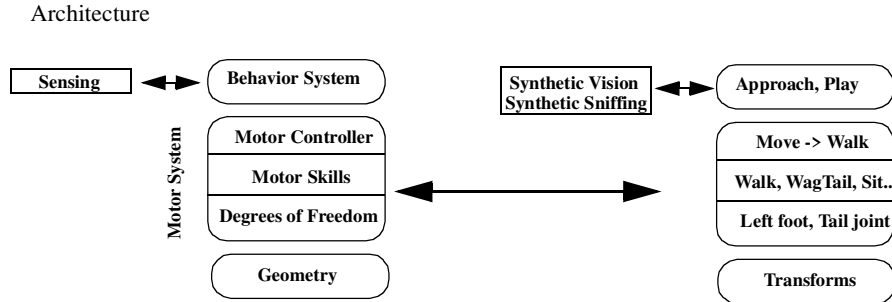 Architecture
Sensing
Behavior System
Motor System
Motor Controller
Motor Skills
Degrees of Freedom
Geometry
Synthetic Vision
Synthetic Sniffing
Approach, Play
Move -> Walk
Walk, WagTail, Sit..
Left foot, Tail joint
Transforms